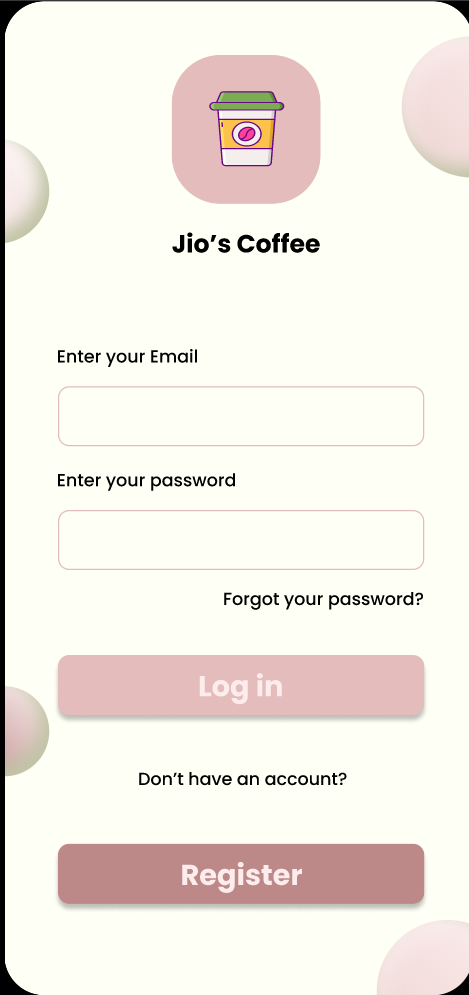 Jio’s Coffee
Enter your Email
Enter your password
Forgot your password?
Log in
Don’t have an account?
Register